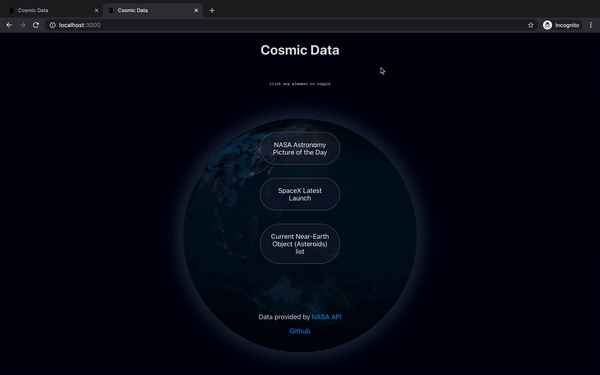 Cosmic Data
Cosmic Data
localhost:3000
Incognito
Cosmic Data
Click any element to toggle
NASA Astronomy
Picture of the Day
SpaceX Latest
Launch
Current Near-Earth
Object (Asteroids)
list
Data provided by NASA API
Github